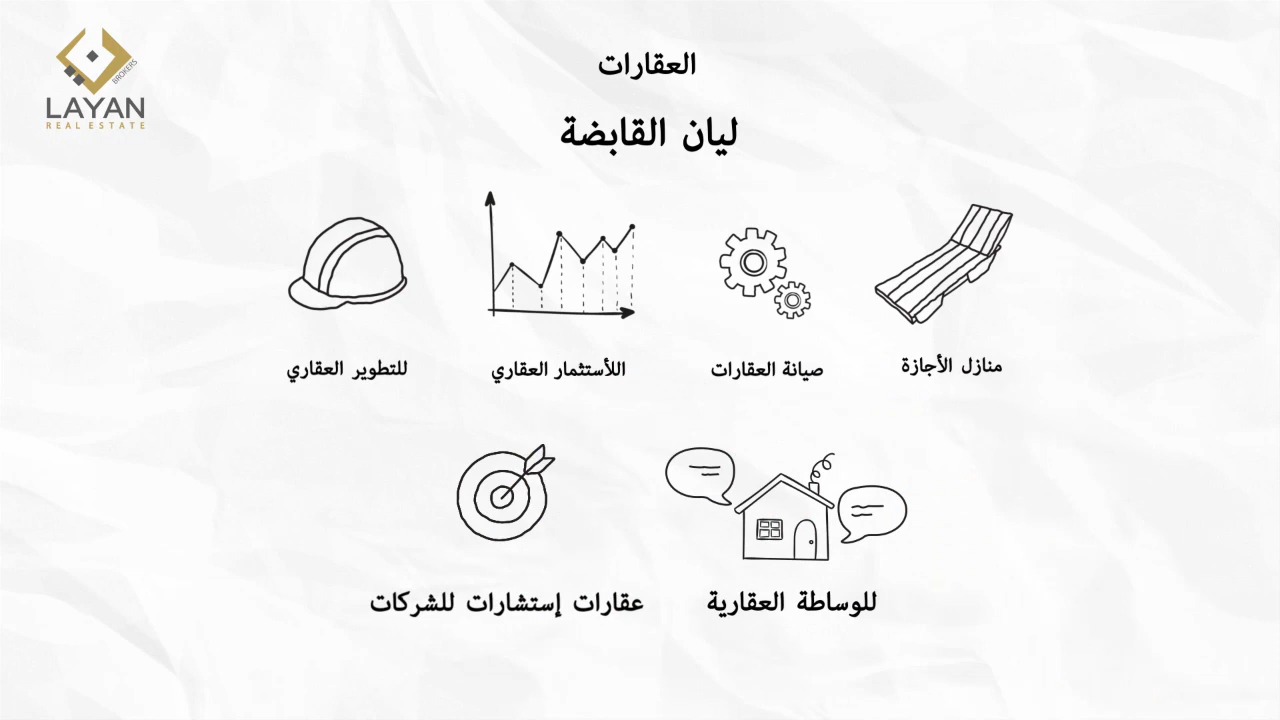 BROKERS
LAYAN
REAL ESTATE
العقارات
ليان القابضة
منازل الأجازة
صيانة العقارات
اللأستثمار العقاري
للتطوير العقاري
للوساطة العقارية
عقارات إستشارات للشركات